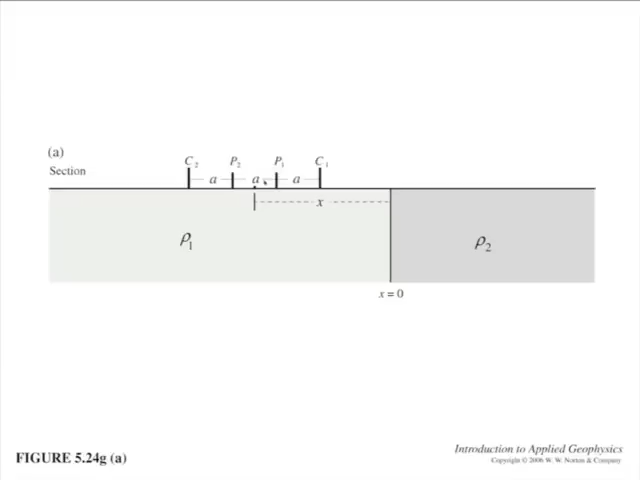 (a)
Section
C₂ P₂ P₁ C₁
a a a
x
ρ₁
ρ₂
x = 0
FIGURE 5.24g (a)
Introduction to Applied Geophysics
Copyright © 2006 W. W. Norton & Company